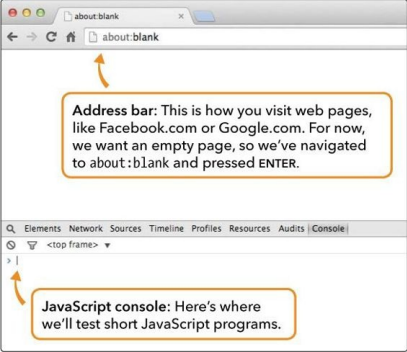 about:blank
about:blank
Address bar: This is how you visit web pages,
like Facebook.com or Google.com. For now,
we want an empty page, so we've navigated
to about:blank and pressed ENTER.
Elements Network Sources Timeline Profiles Resources Audits Console
<top frame> ▼
>
JavaScript console: Here's where
we'll test short JavaScript programs.